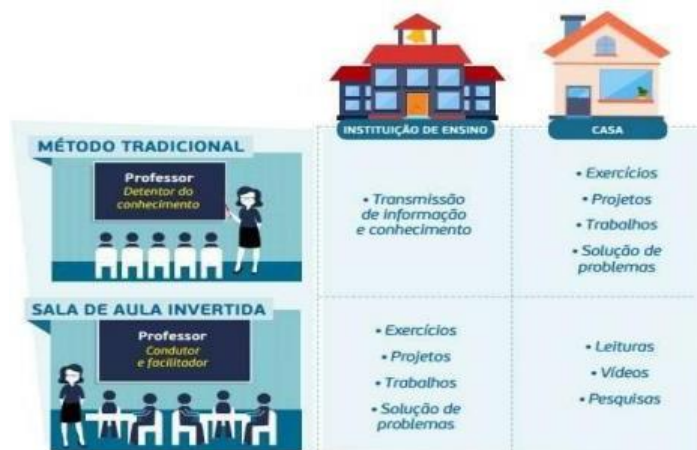 INSTITUIÇÃO DE ENSINO
CASA
MÉTODO TRADICIONAL
Professor
Detentor do
conhecimento
• Transmissão
de informação
e conhecimento
• Exercícios
• Projetos
• Trabalhos
• Solução de
problemas
SALA DE AULA INVERTIDA
Professor
Condutor
e facilitador
• Exercícios
• Projetos
• Trabalhos
• Solução de
problemas
• Leituras
• Vídeos
• Pesquisas